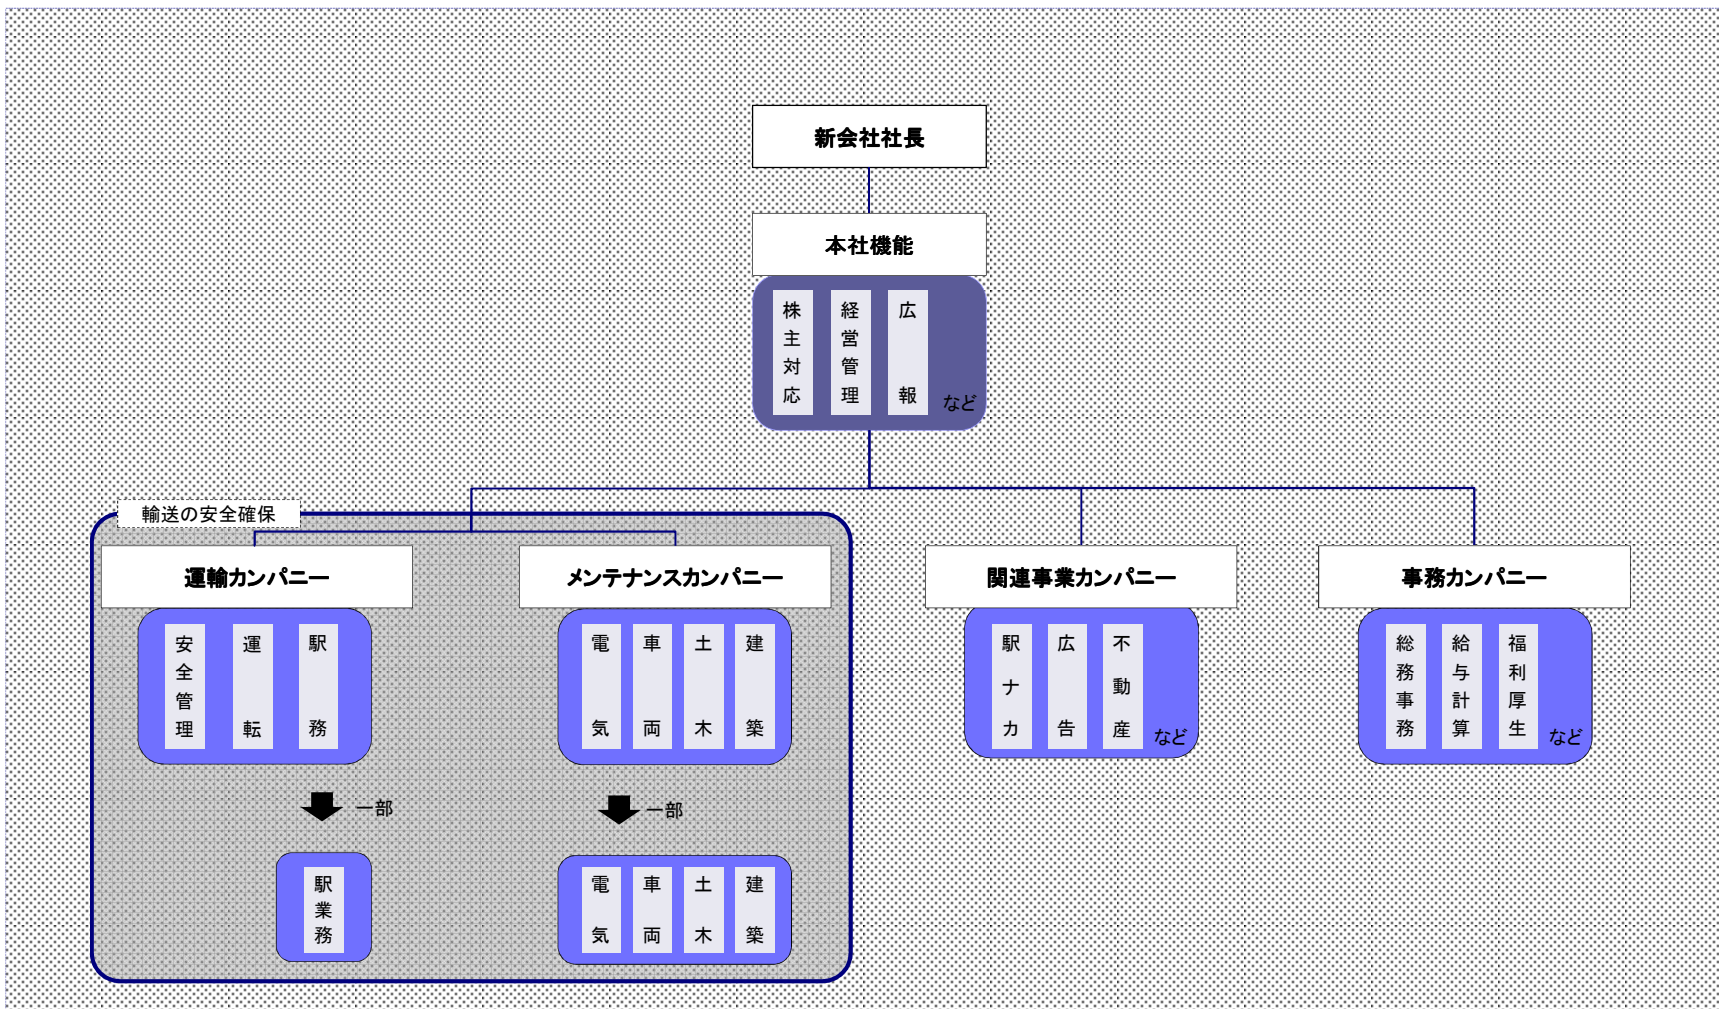 新会社社長
本社機能
株主対応
経営管理
広報
など
輸送の安全確保
運輸カンパニー
安全管理
運転
駅務
一部
駅業務
メンテナンスカンパニー
電気
車両
土木
建築
一部
電気
車両
土木
建築
関連事業カンパニー
駅ナカ
広告
不動産
など
事務カンパニー
総務事務
給与計算
福利厚生
など